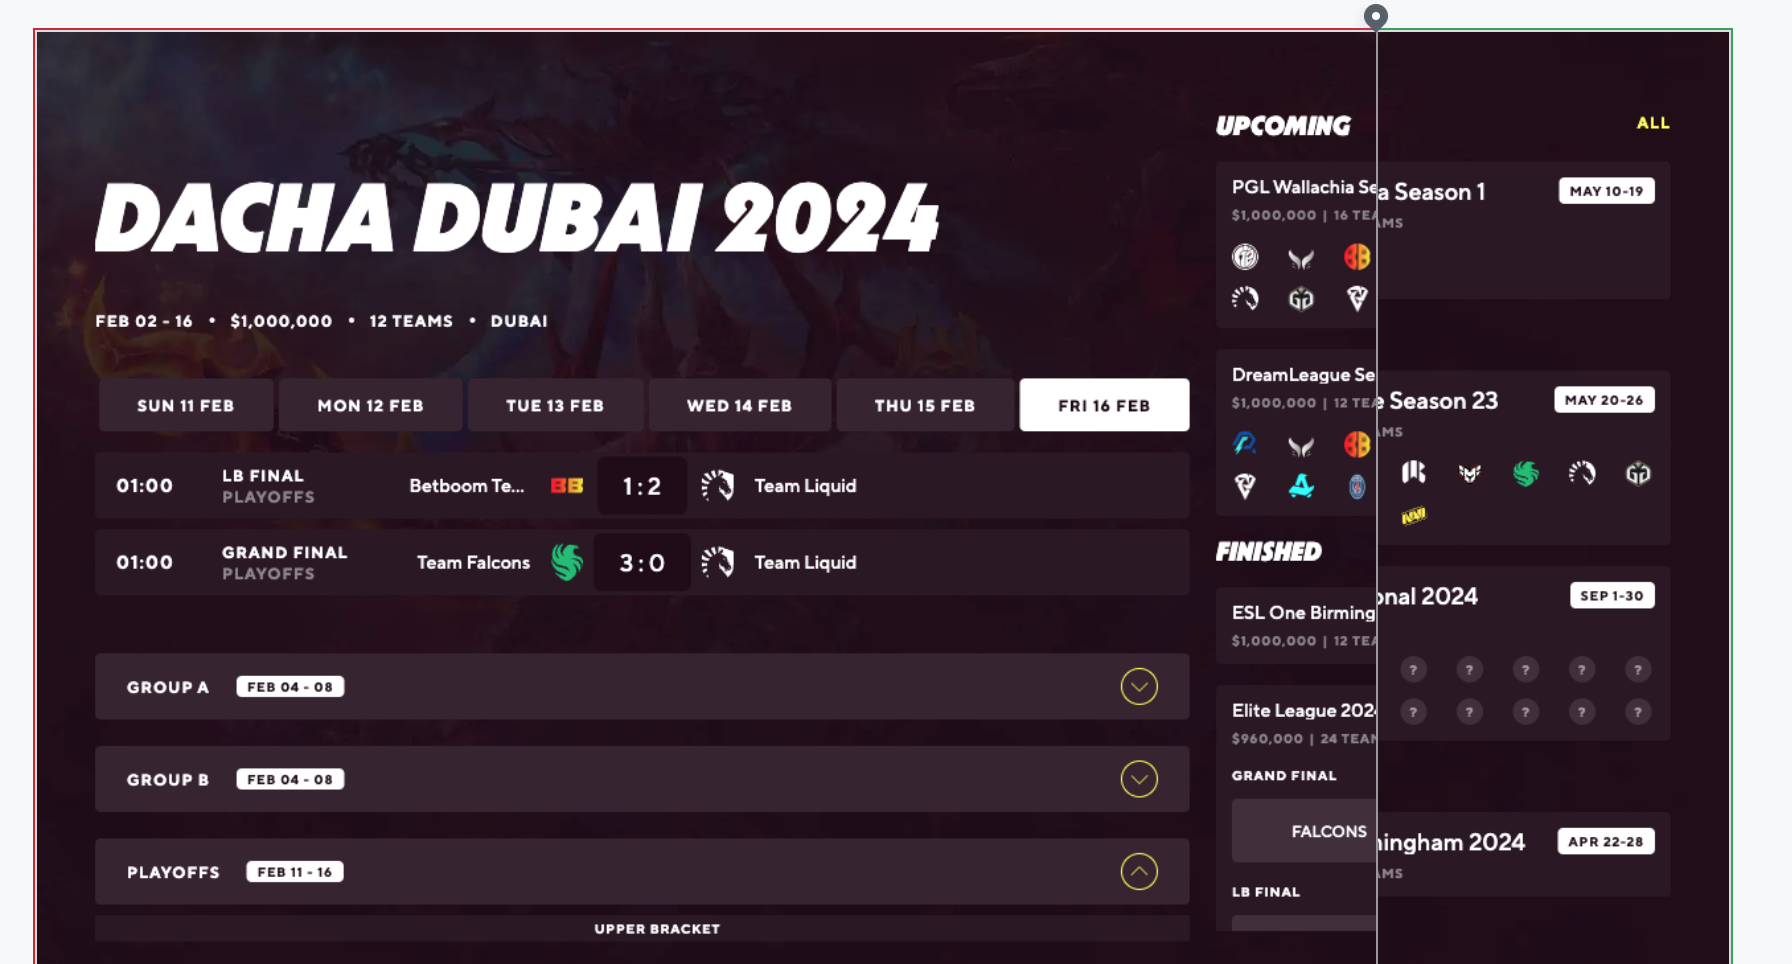 DACHA DUBAI 2024
FEB 02 - 16 • $1,000,000 • 12 TEAMS • DUBAI
SUN 11 FEB
MON 12 FEB
TUE 13 FEB
WED 14 FEB
THU 15 FEB
FRI 16 FEB
01:00
LB FINAL
PLAYOFFS
Betboom Te...
BB
1 : 2
Team Liquid
01:00
GRAND FINAL
PLAYOFFS
Team Falcons
3 : 0
Team Liquid
GROUP A
FEB 04 - 08
GROUP B
FEB 04 - 08
PLAYOFFS
FEB 11 - 16
UPPER BRACKET
UPCOMING
ALL
PGL Wallachia Se
a Season 1
MAY 10-19
$1,000,000 | 16 TEA
AMS
DreamLeague Se
e Season 23
MAY 20-26
$1,000,000 | 12 TEA
AMS
FINISHED
onal 2024
SEP 1-30
? ? ? ? ?
? ? ? ? ?
ESL One Birming
$1,000,000 | 12 TEA
Elite League 202
$960,000 | 24 TEAM
GRAND FINAL
FALCONS
ingham 2024
APR 22-28
AMS
LB FINAL